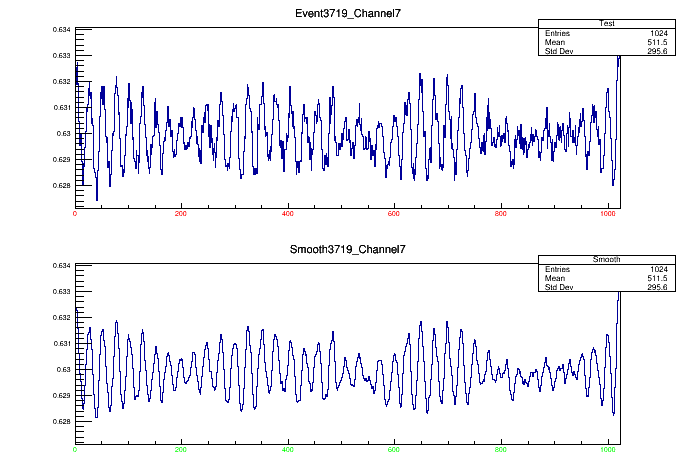 Event3719_Channel7
Test
Entries 1024
Mean 511.5
Std Dev 295.6
0.634
0.633
0.632
0.631
0.63
0.629
0.628
0 200 400 600 800 1000
Smooth3719_Channel7
Smooth
Entries 1024
Mean 511.5
Std Dev 295.6
0.634
0.633
0.632
0.631
0.63
0.629
0.628
0 200 400 600 800 1000